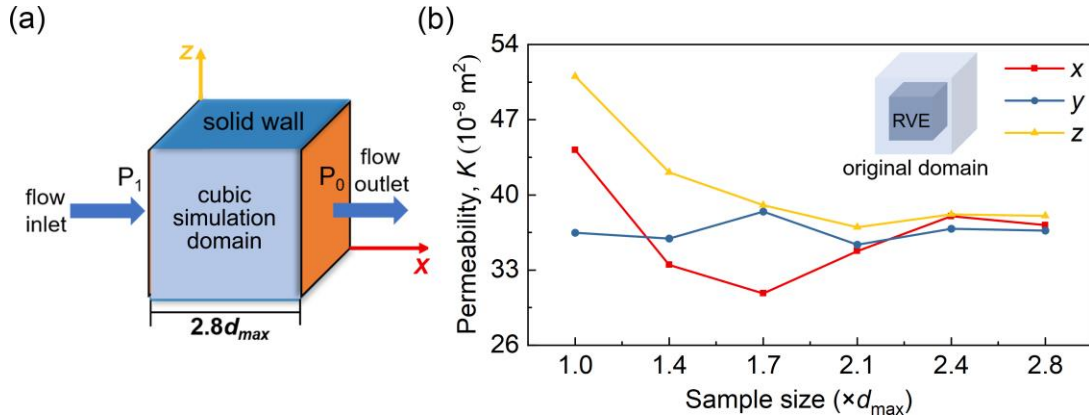 (a)
z
solid wall
P1
P0
flow
outlet
flow
inlet
cubic
simulation
domain
x
2.8dmax
(b)
Permeability, K (10⁻⁹ m²)
54
47
40
33
26
1.0
1.4
1.7
2.1
2.4
2.8
Sample size (×dmax)
RVE
original domain
x
y
z